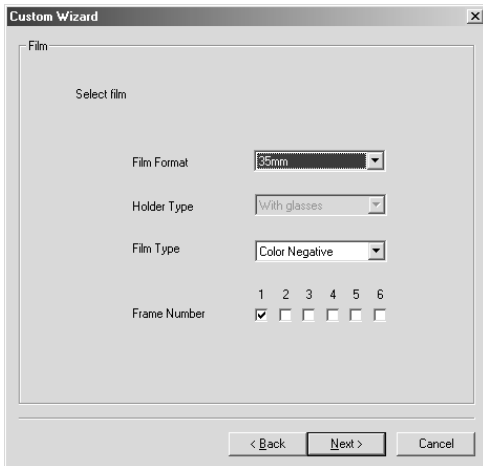 Custom Wizard
Film
Select film
Film Format 35mm
Holder Type With glasses
Film Type Color Negative
1 2 3 4 5 6
Frame Number
< Back Next > Cancel